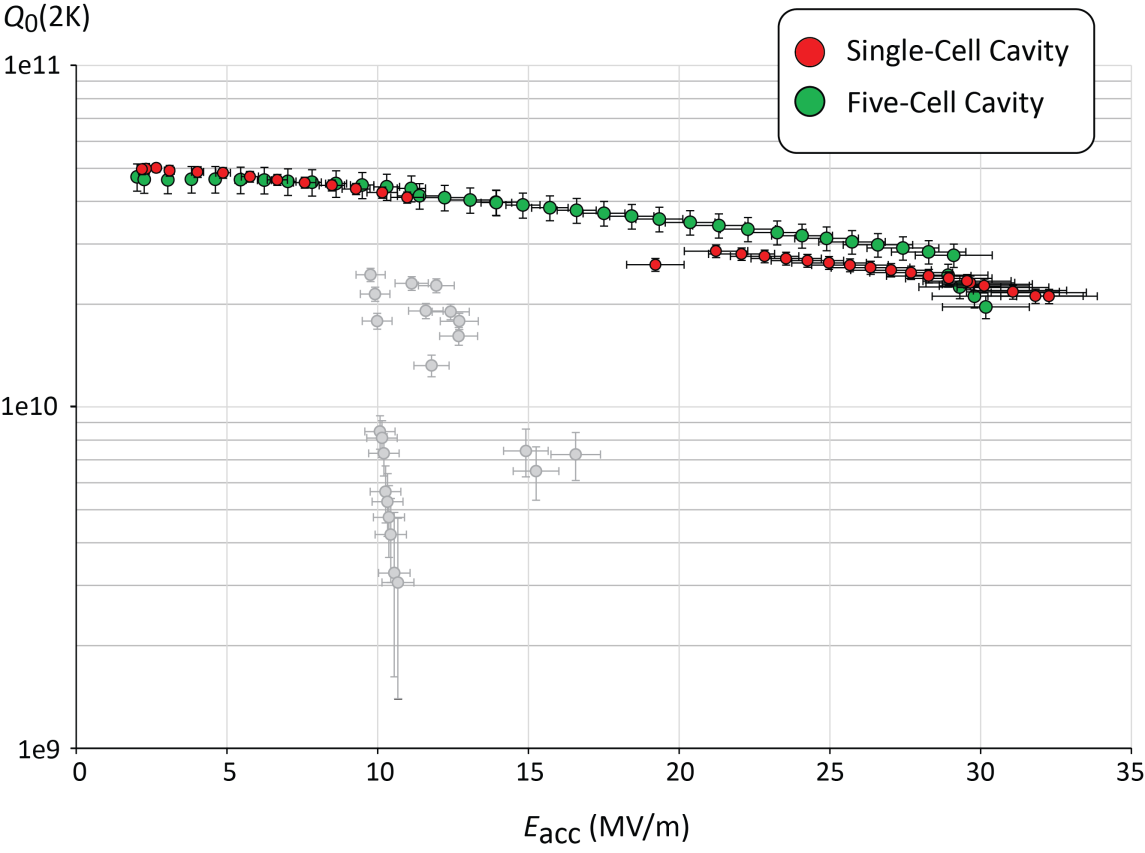 Q0(2K)
Single-Cell Cavity
Five-Cell Cavity
1e11
1e10
1e9
0 5 10 15 20 25 30 35
Eacc (MV/m)